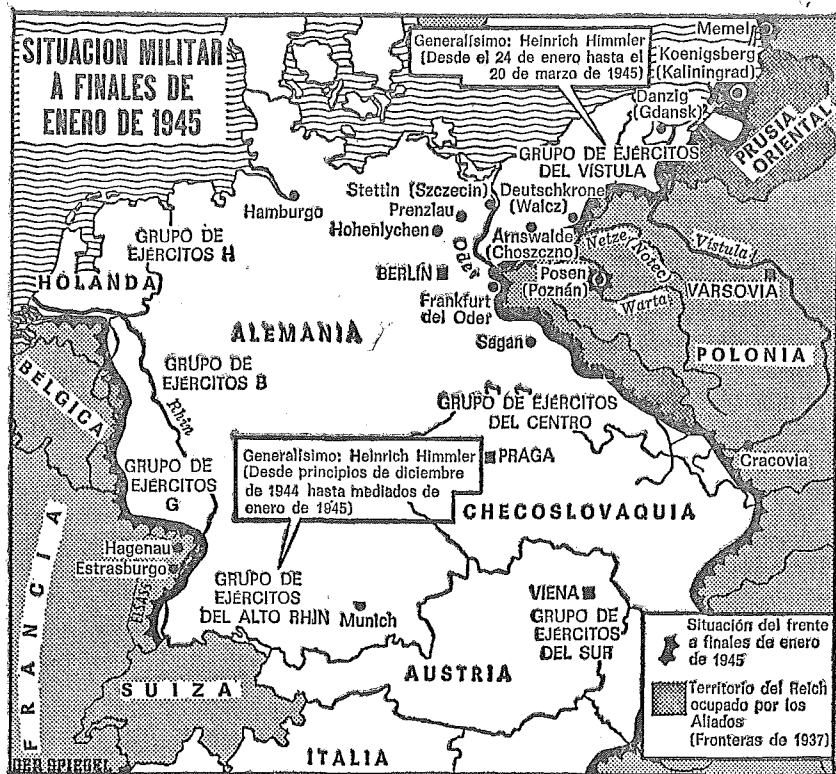 SITUACION MILITAR
A FINALES DE
ENERO DE 1945
Generalísimo: Heinrich Himmler
(Desde el 24 de enero hasta el
20 de marzo de 1945)
Memel
Koenigsberg
(Kaliningrad)
Danzig
(Gdansk)
PRUSIA
ORIENTAL
GRUPO DE EJÉRCITOS
DEL VÍSTULA
Hamburgo
Stettin (Szczecin)
Prenzlau
Hohenlychen
Deutschkrone
(Walcz)
Arnswalde
(Choszczno)
Netze, Notec
Vístula
GRUPO DE
EJÉRCITOS H
HOLANDA
BERLÍN
Oder
Posen
(Poznán)
Warta
VARSOVIA
Frankfurt
del Oder
ALEMANIA
Sagan
POLONIA
BÉLGICA
GRUPO DE
EJÉRCITOS B
Rhin
GRUPO DE EJÉRCITOS
DEL CENTRO
Generalísimo: Heinrich Himmler
(Desde principios de diciembre
de 1944 hasta mediados de
enero de 1945)
PRAGA
Cracovia
GRUPO DE
EJÉRCITOS
G
CHECOSLOVAQUIA
FRANCIA
Hagenau
Estrasburgo
ELSASS
GRUPO DE
EJÉRCITOS
DEL ALTO RHIN
Munich
VIENA
GRUPO DE
EJÉRCITOS
DEL SUR
AUSTRIA
SUIZA
ITALIA
Situación del frente
a finales de enero
de 1945
Territorio del Reich
ocupado por los
Aliados
(Fronteras de 1937)
DER SPIEGEL